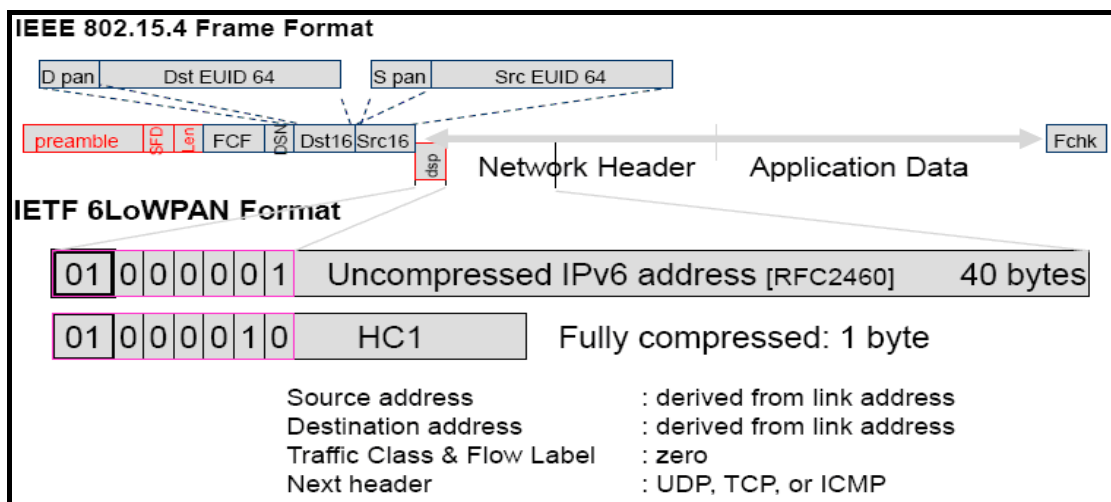 IEEE 802.15.4 Frame Format
D pan Dst EUID 64 S pan Src EUID 64
preamble SFD Len FCF DSN Dst16 Src16 Fchk
dsp Network Header Application Data
IETF 6LoWPAN Format
01 0 0 0 0 0 1 Uncompressed IPv6 address [RFC2460] 40 bytes
01 0 0 0 0 1 0 HC1 Fully compressed: 1 byte
Source address : derived from link address
Destination address : derived from link address
Traffic Class & Flow Label : zero
Next header : UDP, TCP, or ICMP